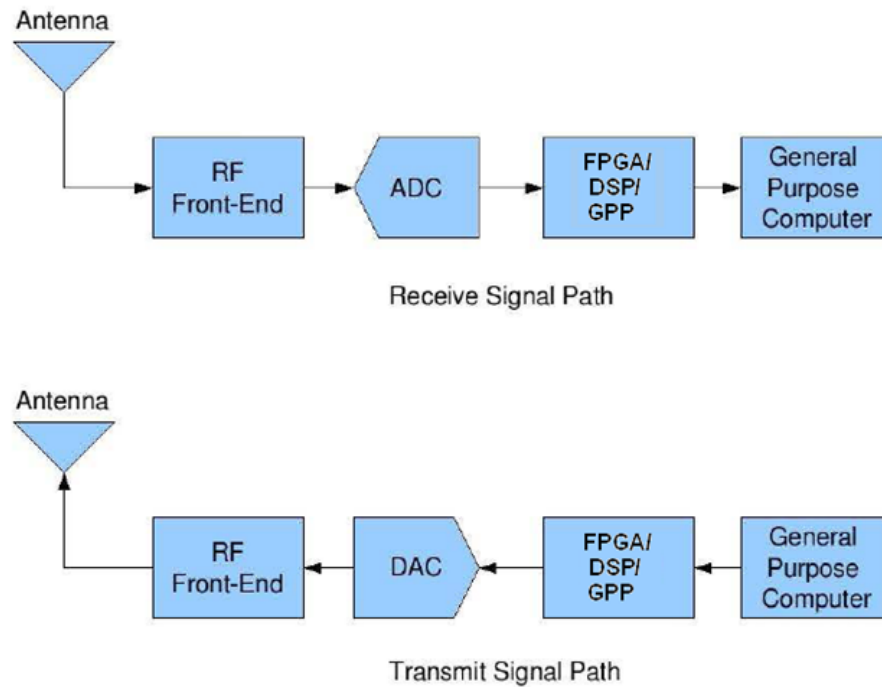 Antenna
RF
Front-End
ADC
FPGA/
DSP/
GPP
General
Purpose
Computer
Receive Signal Path
Antenna
RF
Front-End
DAC
FPGA/
DSP/
GPP
General
Purpose
Computer
Transmit Signal Path